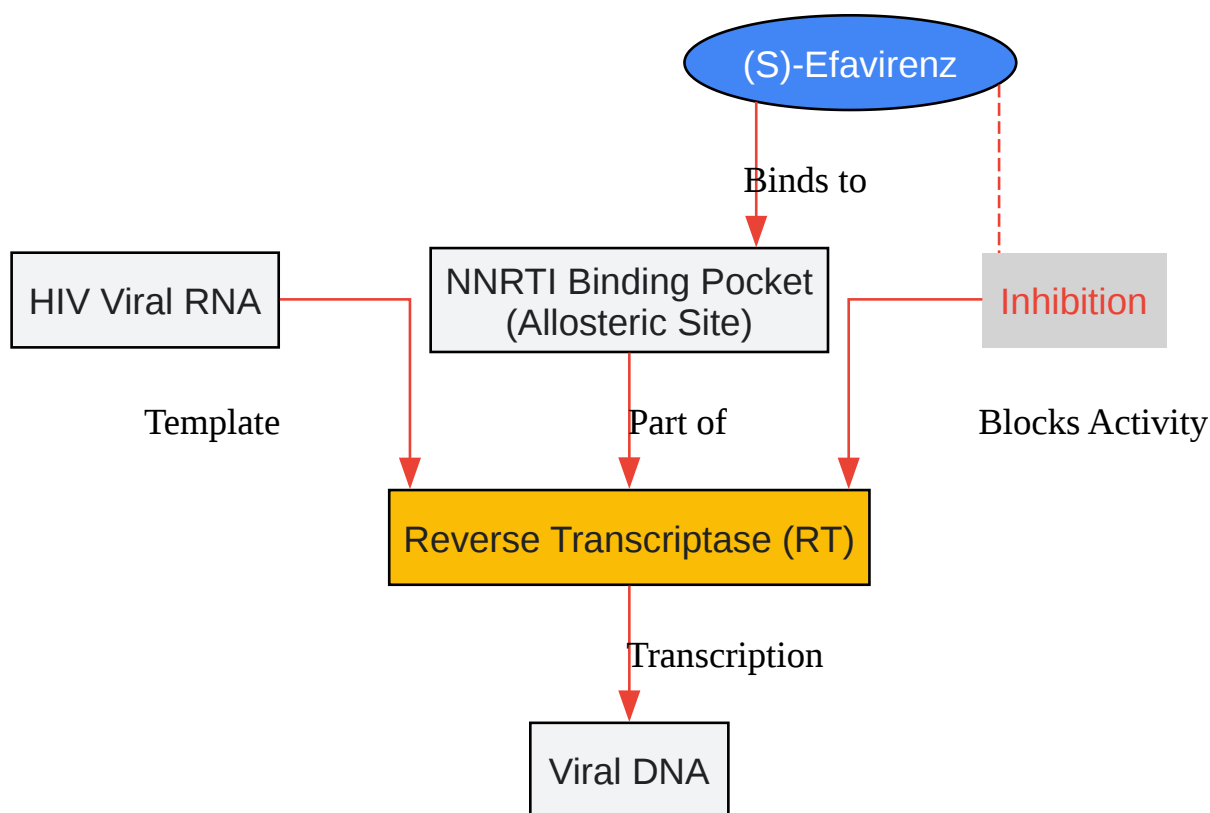 (S)-Efavirenz
Binds to
HIV Viral RNA
NNRTI Binding Pocket
(Allosteric Site)
Inhibition
Template
Part of
Blocks Activity
Reverse Transcriptase (RT)
Transcription
Viral DNA